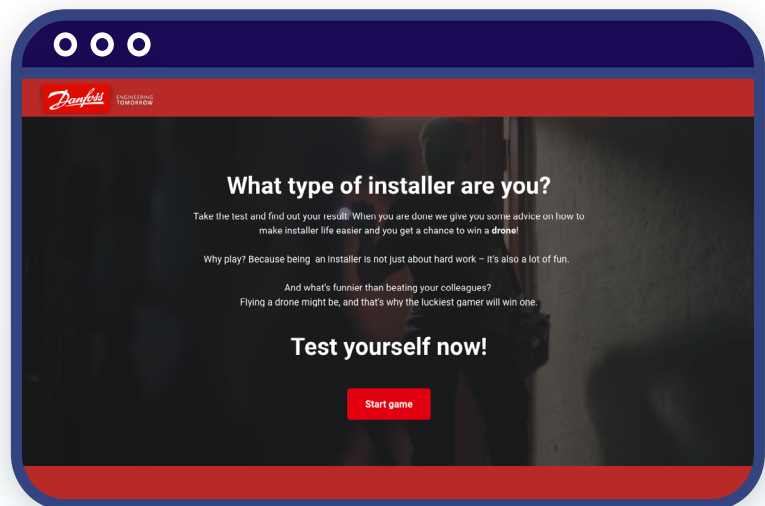 Danfoss
ENGINEERING
TOMORROW
What type of installer are you?
Take the test and find out your result. When you are done we give you some advice on how to
make installer life easier and you get a chance to win a drone!
Why play? Because being an installer is not just about hard work – it's also a lot of fun.
And what's funnier than beating your colleagues?
Flying a drone might be, and that's why the luckiest gamer will win one.
Test yourself now!
Start game